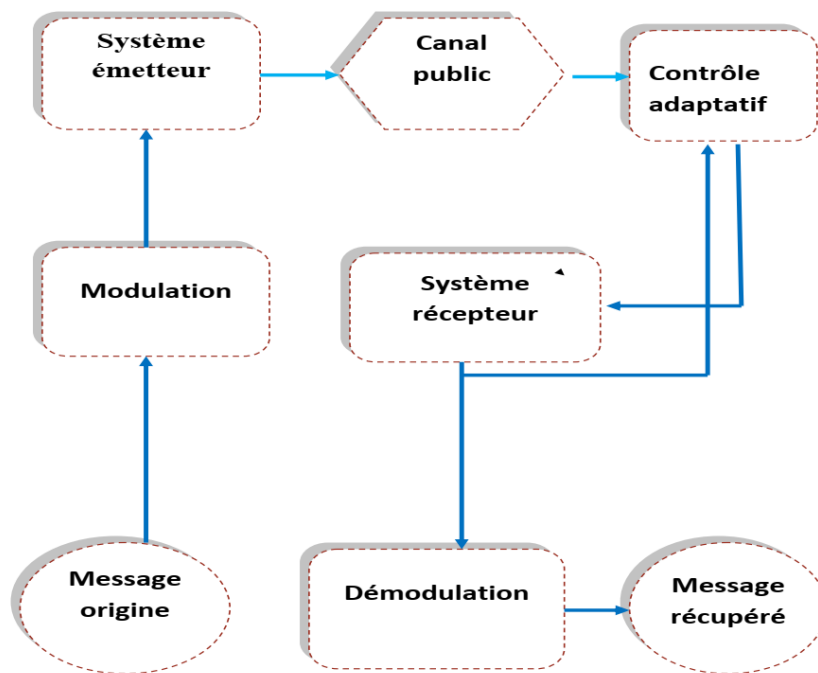 Système
émetteur
Canal
public
Contrôle
adaptatif
Modulation
Système
récepteur
Message
origine
Démodulation
Message
récupéré